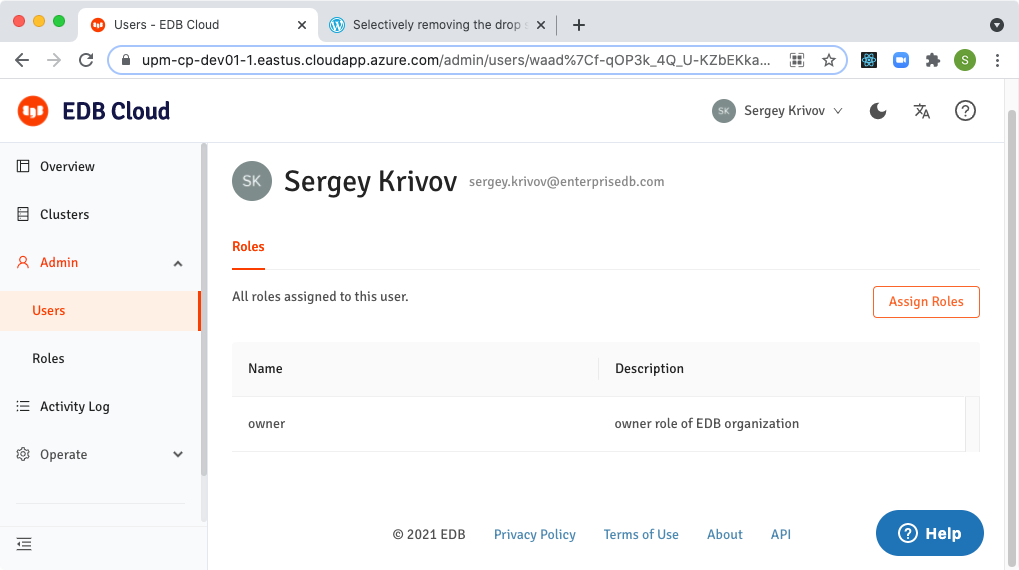 Users - EDB Cloud
Selectively removing the drop
upm-cp-dev01-1.eastus.cloudapp.azure.com/admin/users/waad%7Cf-qOP3k_4Q_U-KZbEKka...
S
EDB Cloud
SK
Sergey Krivov
Overview
Clusters
Admin
Users
Roles
Activity Log
Operate
SK
Sergey Krivov
sergey.krivov@enterprisedb.com
Roles
All roles assigned to this user.
Assign Roles
Name Description
owner owner role of EDB organization
© 2021 EDB Privacy Policy Terms of Use About API
Help